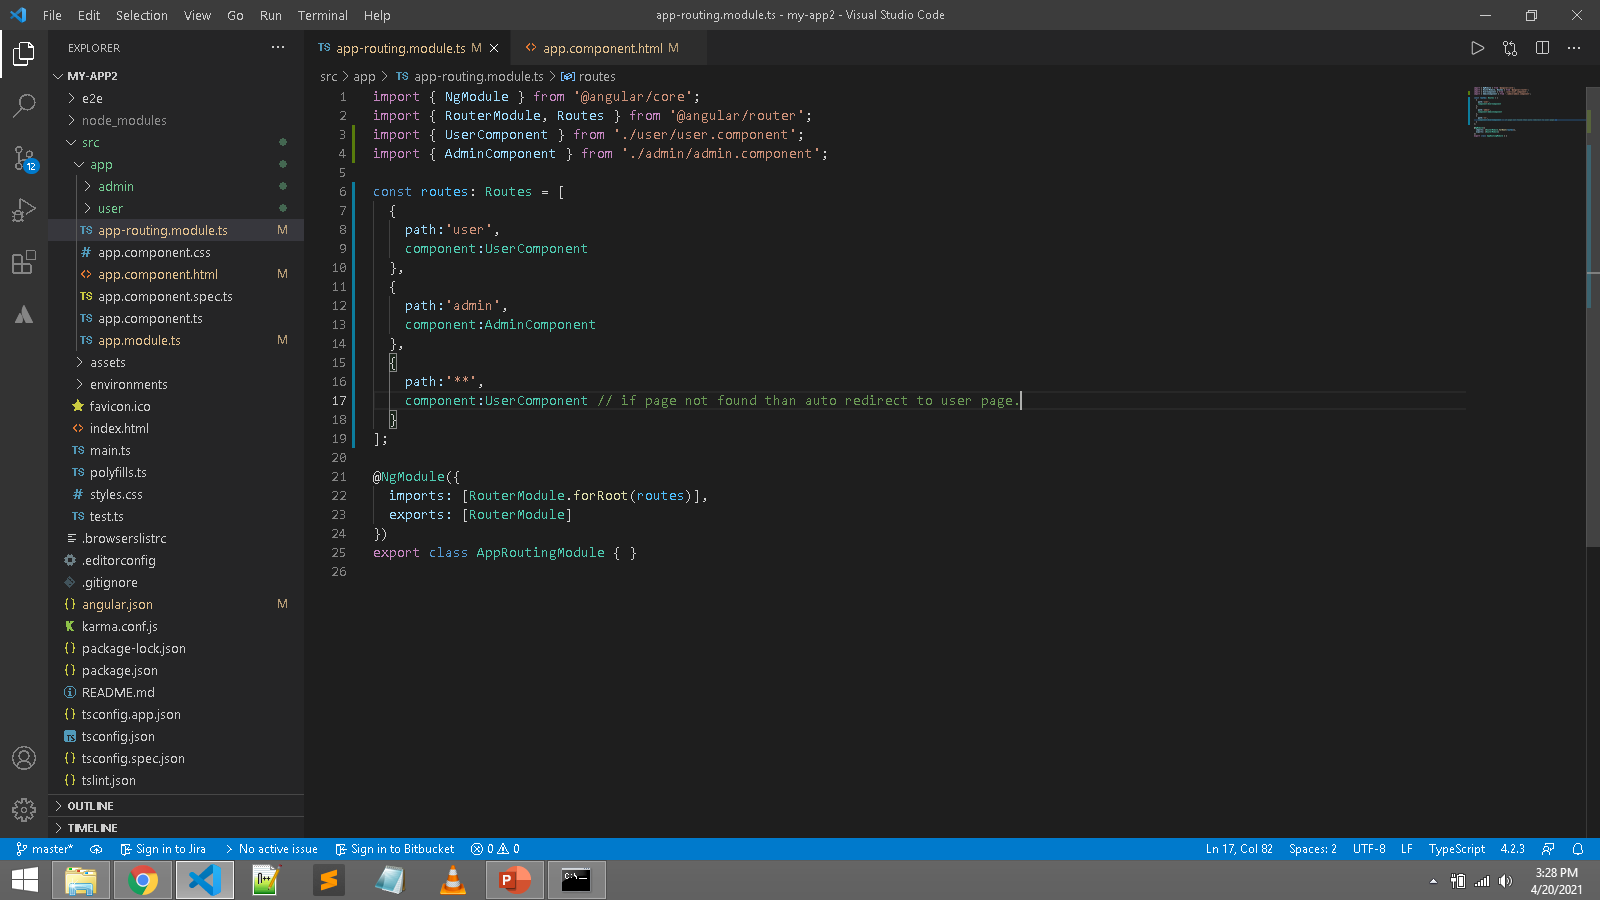 File Edit Selection View Go Run Terminal Help
app-routing.module.ts - my-app2 - Visual Studio Code
EXPLORER
MY-APP2
e2e
node_modules
src
app
admin
user
TS app-routing.module.ts M
# app.component.css
<> app.component.html M
TS app.component.spec.ts
TS app.component.ts
TS app.module.ts M
assets
environments
favicon.ico
<> index.html
TS main.ts
TS polyfills.ts
# styles.css
TS test.ts
.browserslistrc
.editorconfig
.gitignore
{} angular.json M
karma.conf.js
{} package-lock.json
{} package.json
README.md
{} tsconfig.app.json
tsconfig.json
{} tsconfig.spec.json
{} tslint.json
OUTLINE
TIMELINE
12
TS app-routing.module.ts M
<> app.component.html M
src > app > TS app-routing.module.ts > routes
1 import { NgModule } from '@angular/core';
2 import { RouterModule, Routes } from '@angular/router';
3 import { UserComponent } from './user/user.component';
4 import { AdminComponent } from './admin/admin.component';
5
6 const routes: Routes = [
7 {
8 path:'user',
9 component:UserComponent
10 },
11 {
12 path:'admin',
13 component:AdminComponent
14 },
15 {
16 path:'**',
17 component:UserComponent // if page not found than auto redirect to user page.
18 }
19 ];
20
21 @NgModule({
22 imports: [RouterModule.forRoot(routes)],
23 exports: [RouterModule]
24 })
25 export class AppRoutingModule { }
26
master* Sign in to Jira > No active issue Sign in to Bitbucket 0 0
Ln 17, Col 82 Spaces: 2 UTF-8 LF TypeScript 4.2.3
3:28 PM
4/20/2021